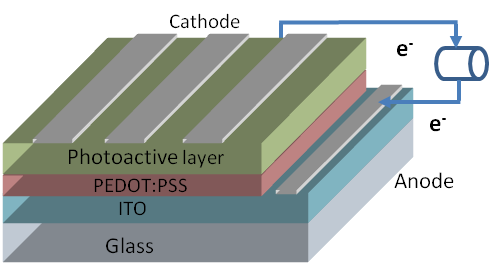 Cathode
e-
e-
Photoactive layer
PEDOT:PSS
Anode
ITO
Glass